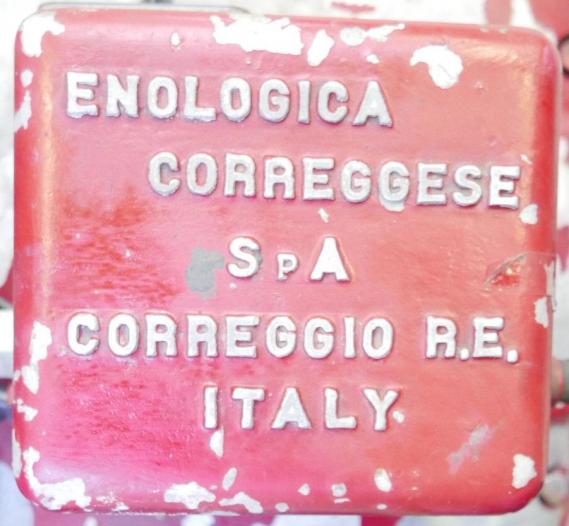 ENOLOGICA
CORREGGESE
SpA
CORREGGIO R.E.
ITALY